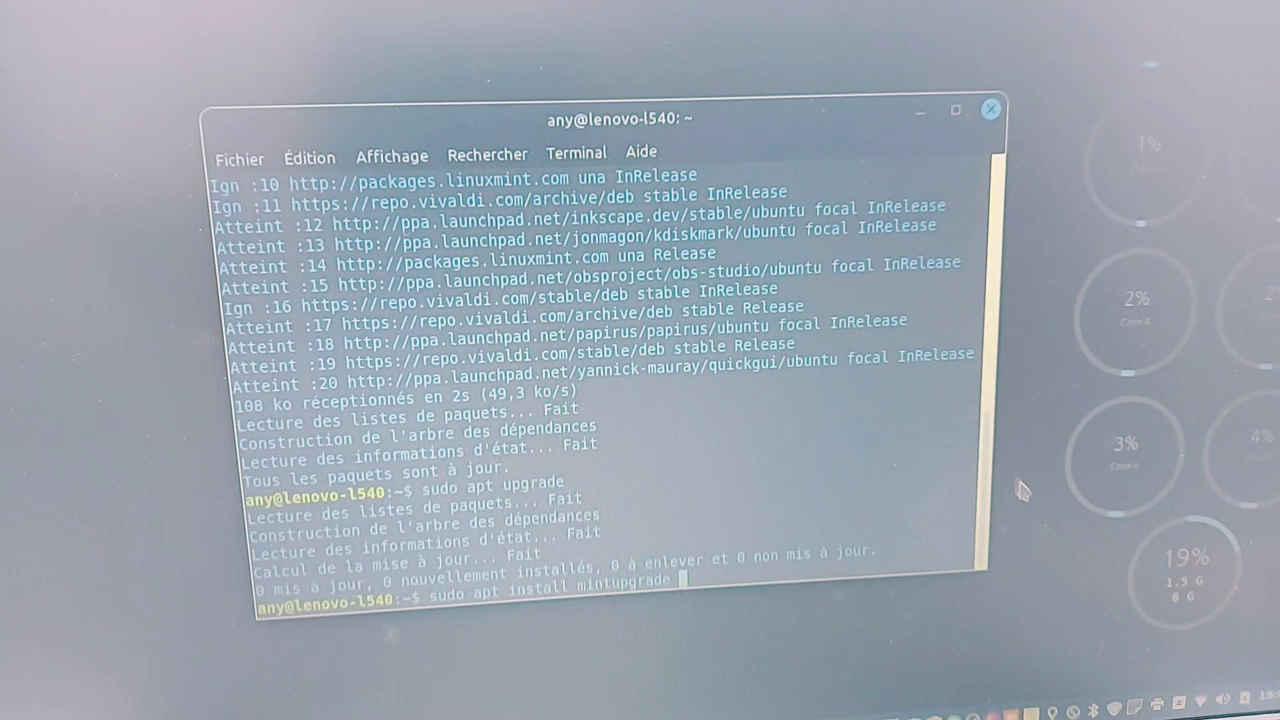 any@lenovo-l540: ~
Fichier Édition Affichage Rechercher Terminal Aide
Ign :10 http://packages.linuxmint.com una InRelease
Ign :11 https://repo.vivaldi.com/archive/deb stable InRelease
Atteint :12 http://ppa.launchpad.net/inkscape.dev/stable/ubuntu focal InRelease
Atteint :13 http://ppa.launchpad.net/jonmagon/kdiskmark/ubuntu focal InRelease
Atteint :14 http://packages.linuxmint.com una Release
Atteint :15 http://ppa.launchpad.net/obsproject/obs-studio/ubuntu focal InRelease
Ign :16 https://repo.vivaldi.com/stable/deb stable InRelease
Atteint :17 https://repo.vivaldi.com/archive/deb stable Release
Atteint :18 http://ppa.launchpad.net/papirus/papirus/ubuntu focal InRelease
Atteint :19 https://repo.vivaldi.com/stable/deb stable Release
Atteint :20 http://ppa.launchpad.net/yannick-mauray/quickgui/ubuntu focal InRelease
108 ko réceptionnés en 2s (49,3 ko/s)
Lecture des listes de paquets... Fait
Construction de l'arbre des dépendances
Lecture des informations d'état... Fait
Tous les paquets sont à jour.
any@lenovo-l540:~$ sudo apt upgrade
Lecture des listes de paquets... Fait
Construction de l'arbre des dépendances
Lecture des informations d'état... Fait
Calcul de la mise à jour... Fait
0 mis à jour, 0 nouvellement installés, 0 à enlever et 0 non mis à jour.
any@lenovo-l540:~$ sudo apt install mintupgrade
1%
2%
3%
4%
19%
1.5 G
8 G